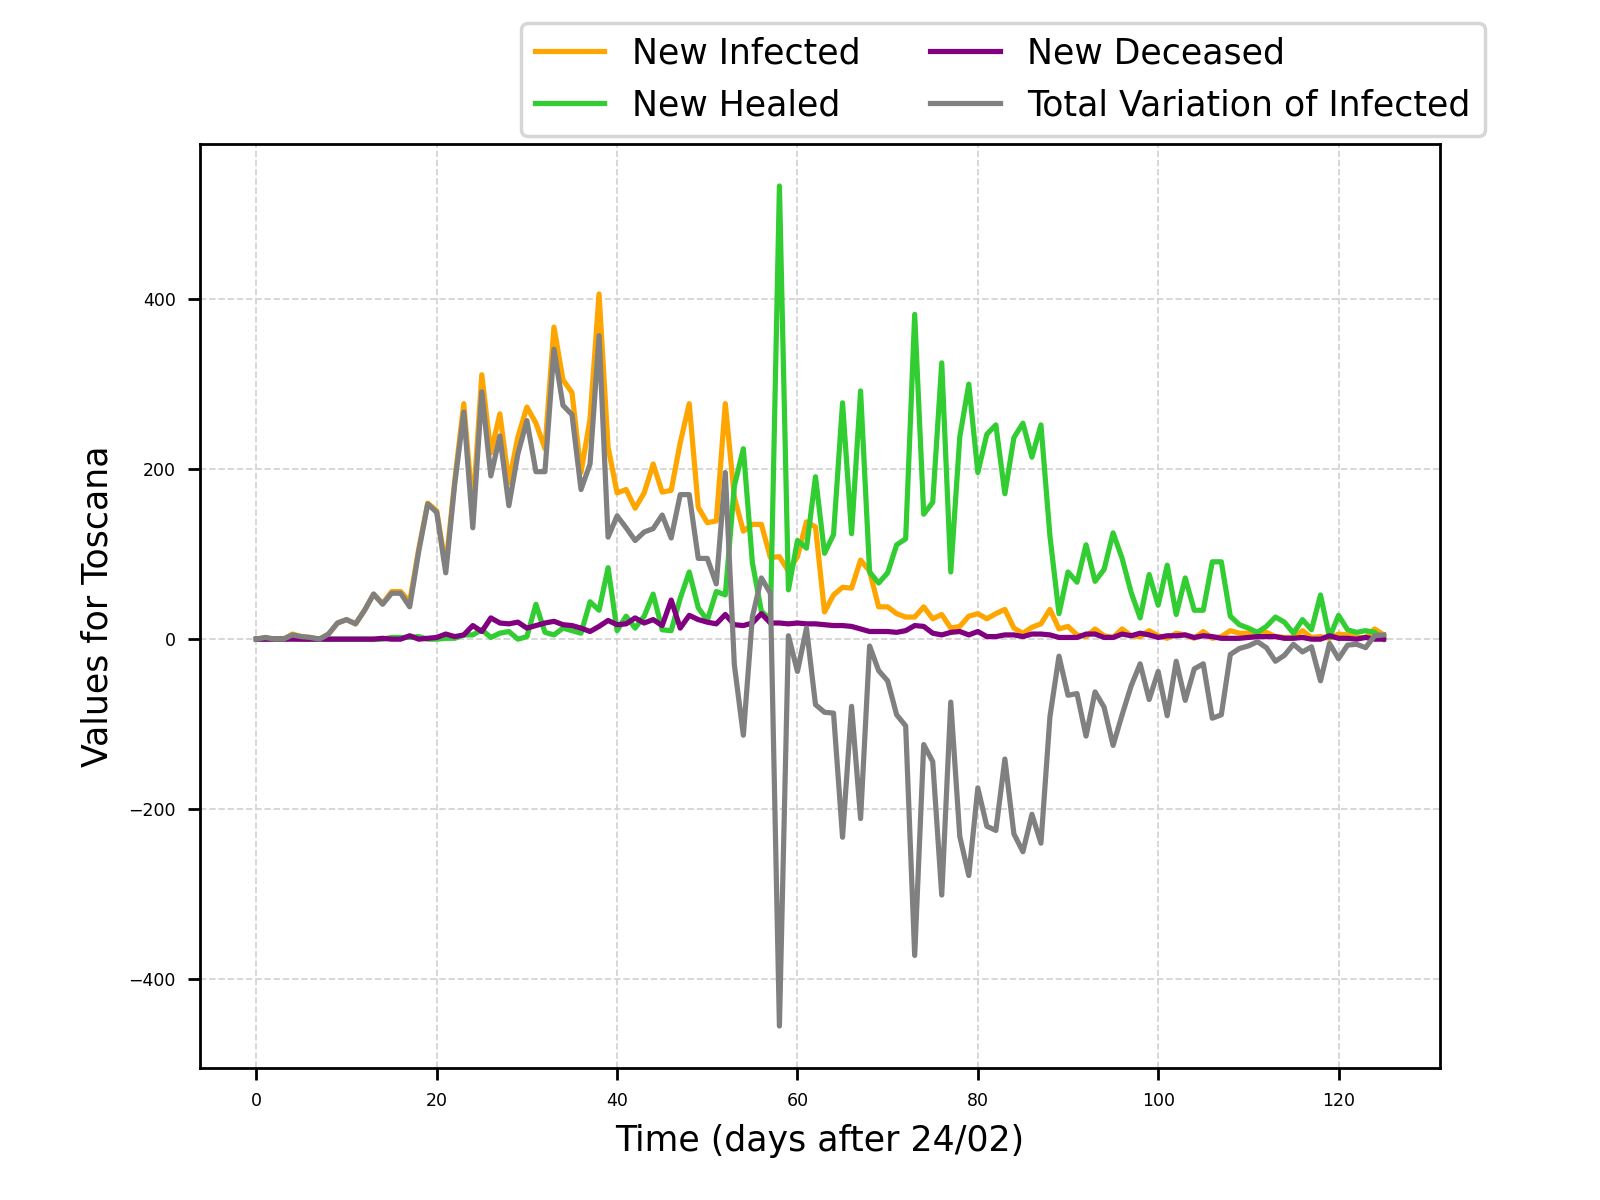 New Infected
New Healed
New Deceased
Total Variation of Infected
Values for Toscana
400
200
0
−200
−400
0 20 40 60 80 100 120
Time (days after 24/02)